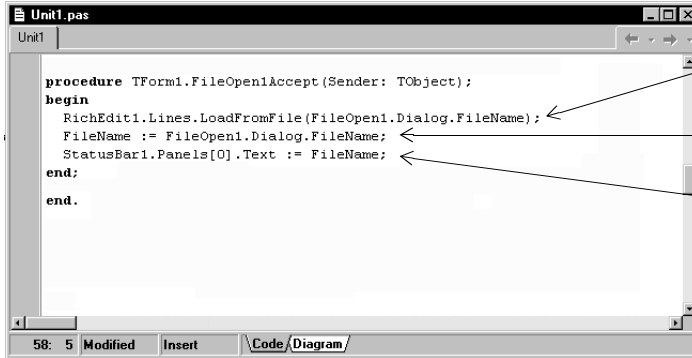 Unit1.pas
Unit1
procedure TForm1.FileOpen1Accept(Sender: TObject);
begin
RichEdit1.Lines.LoadFromFile(FileOpen1.Dialog.FileName);
FileName := FileOpen1.Dialog.FileName;
StatusBar1.Panels[0].Text := FileName;
end;
end.
58: 5 Modified Insert Code Diagram